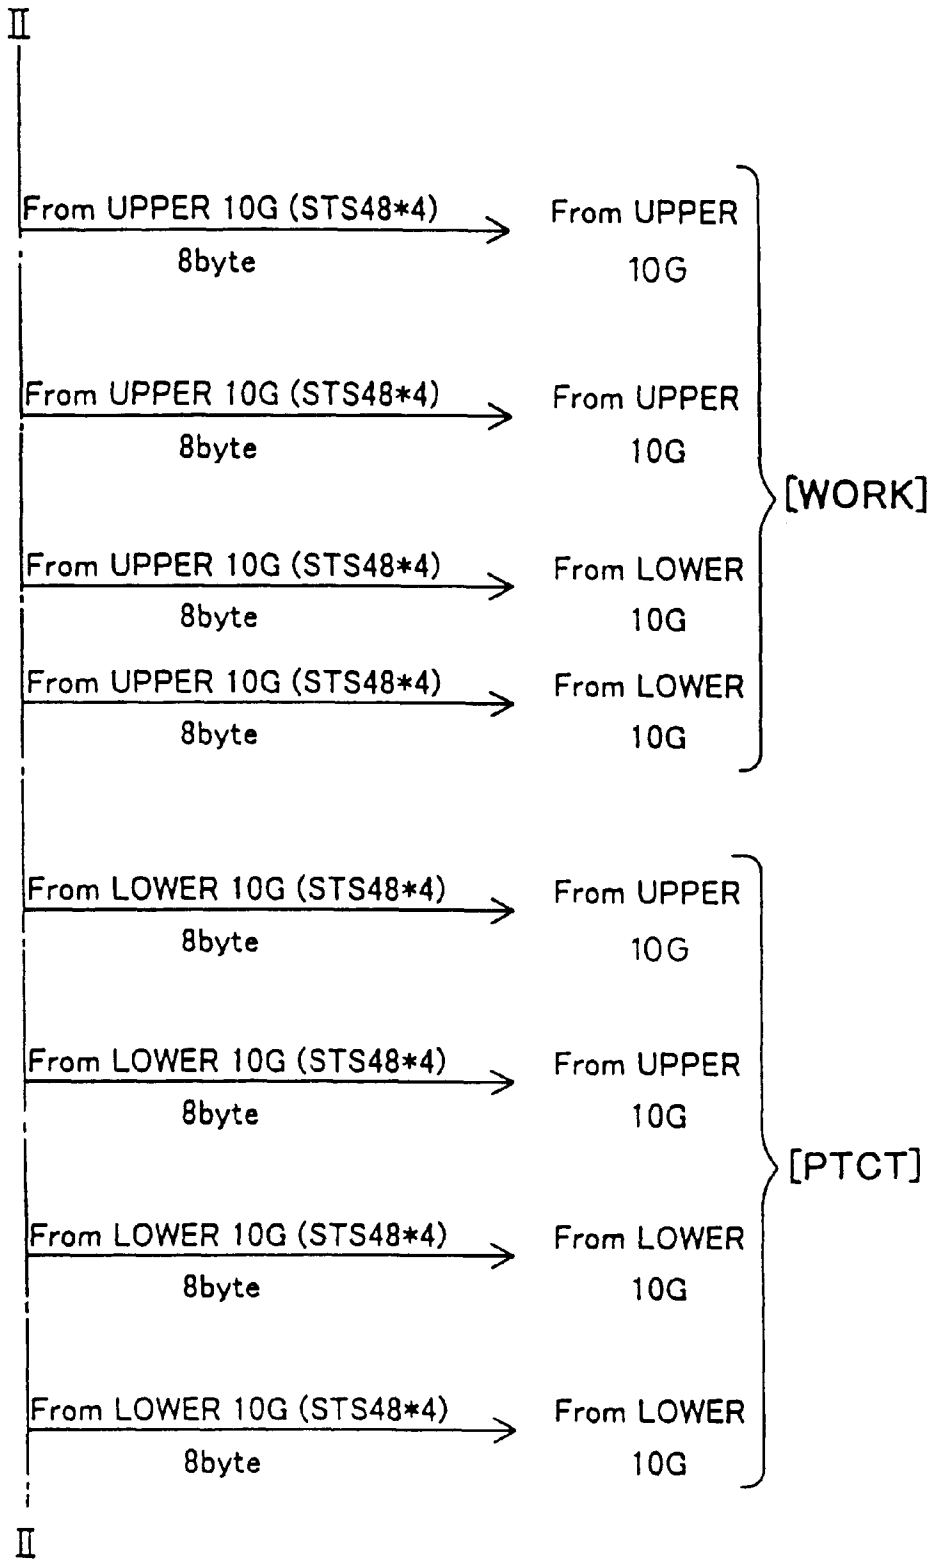 II
From UPPER 10G (STS48*4)
8byte
From UPPER
10G
From UPPER 10G (STS48*4)
8byte
From UPPER
10G
[WORK]
From UPPER 10G (STS48*4)
8byte
From LOWER
10G
From UPPER 10G (STS48*4)
8byte
From LOWER
10G
From LOWER 10G (STS48*4)
8byte
From UPPER
10G
From LOWER 10G (STS48*4)
8byte
From UPPER
10G
[PTCT]
From LOWER 10G (STS48*4)
8byte
From LOWER
10G
From LOWER 10G (STS48*4)
8byte
From LOWER
10G
II